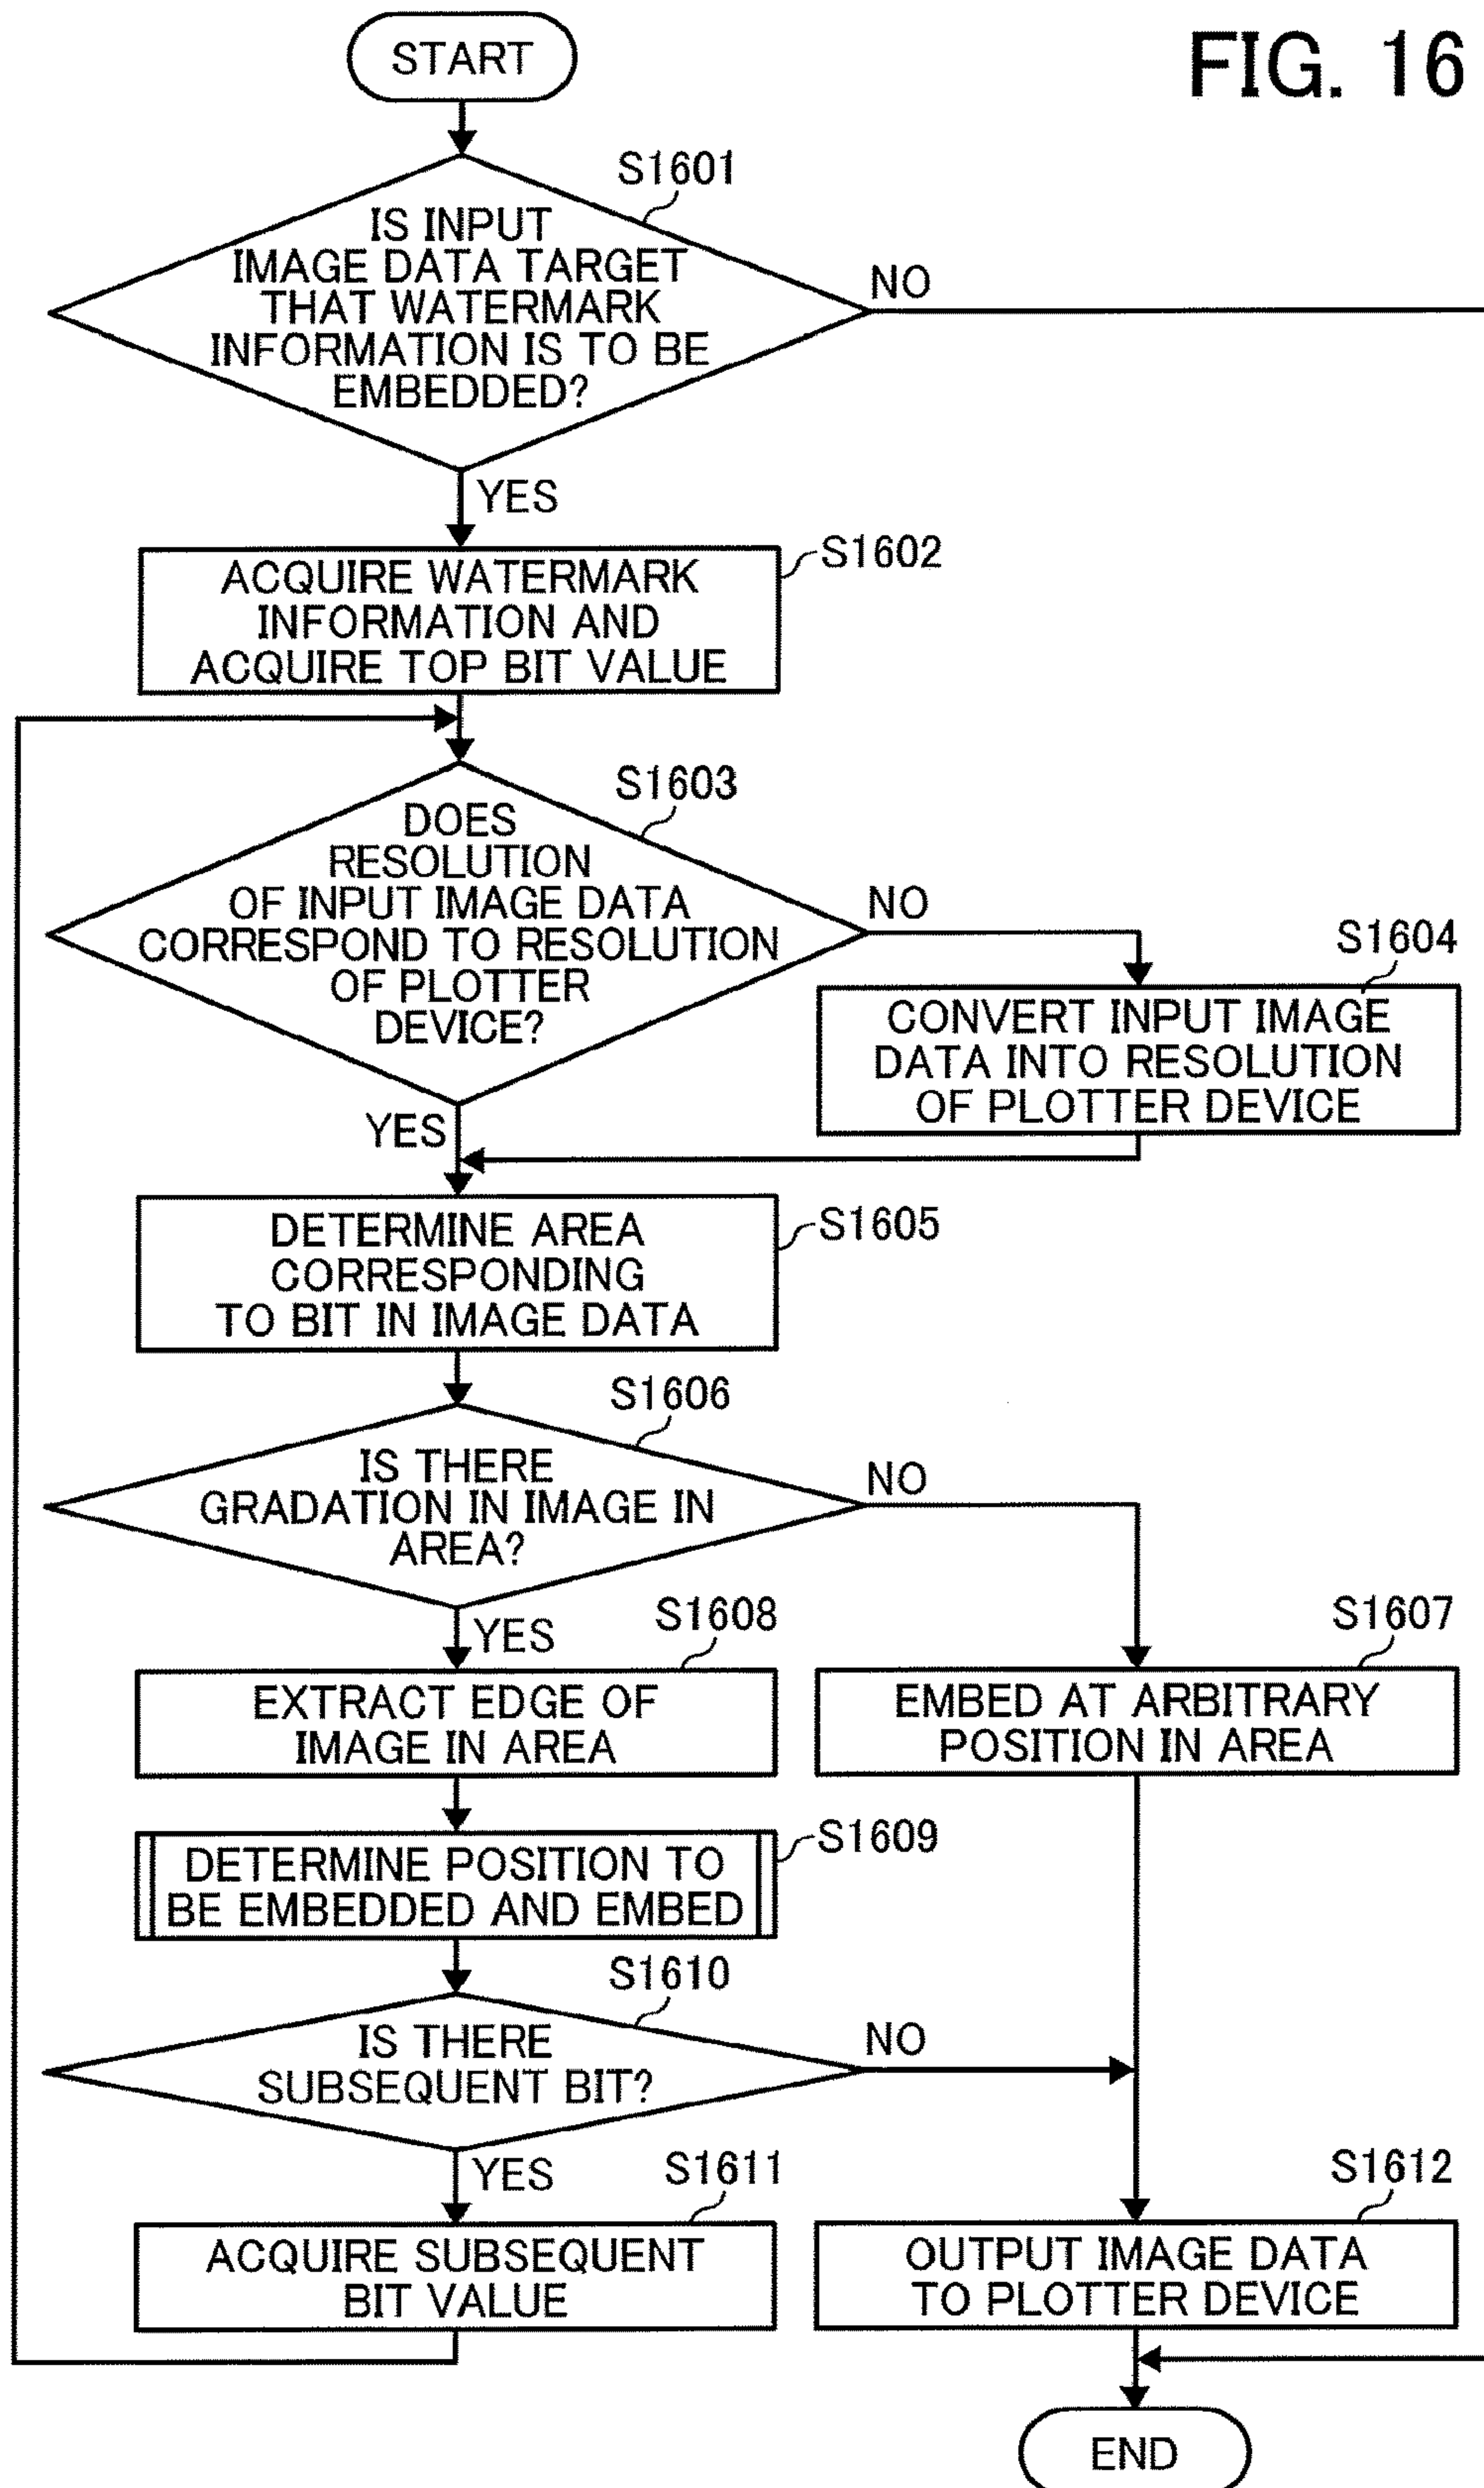 FIG. 16
START
S1601
IS INPUT
IMAGE DATA TARGET
THAT WATERMARK
INFORMATION IS TO BE
EMBEDDED?
NO
YES
S1602
ACQUIRE WATERMARK
INFORMATION AND
ACQUIRE TOP BIT VALUE
S1603
DOES
RESOLUTION
OF INPUT IMAGE DATA
CORRESPOND TO RESOLUTION
OF PLOTTER
DEVICE?
NO
YES
S1604
CONVERT INPUT IMAGE
DATA INTO RESOLUTION
OF PLOTTER DEVICE
S1605
DETERMINE AREA
CORRESPONDING
TO BIT IN IMAGE DATA
S1606
IS THERE
GRADATION IN IMAGE IN
AREA?
NO
YES
S1608
EXTRACT EDGE OF
IMAGE IN AREA
S1607
EMBED AT ARBITRARY
POSITION IN AREA
S1609
DETERMINE POSITION TO
BE EMBEDDED AND EMBED
S1610
IS THERE
SUBSEQUENT BIT?
NO
YES
S1611
ACQUIRE SUBSEQUENT
BIT VALUE
S1612
OUTPUT IMAGE DATA
TO PLOTTER DEVICE
END